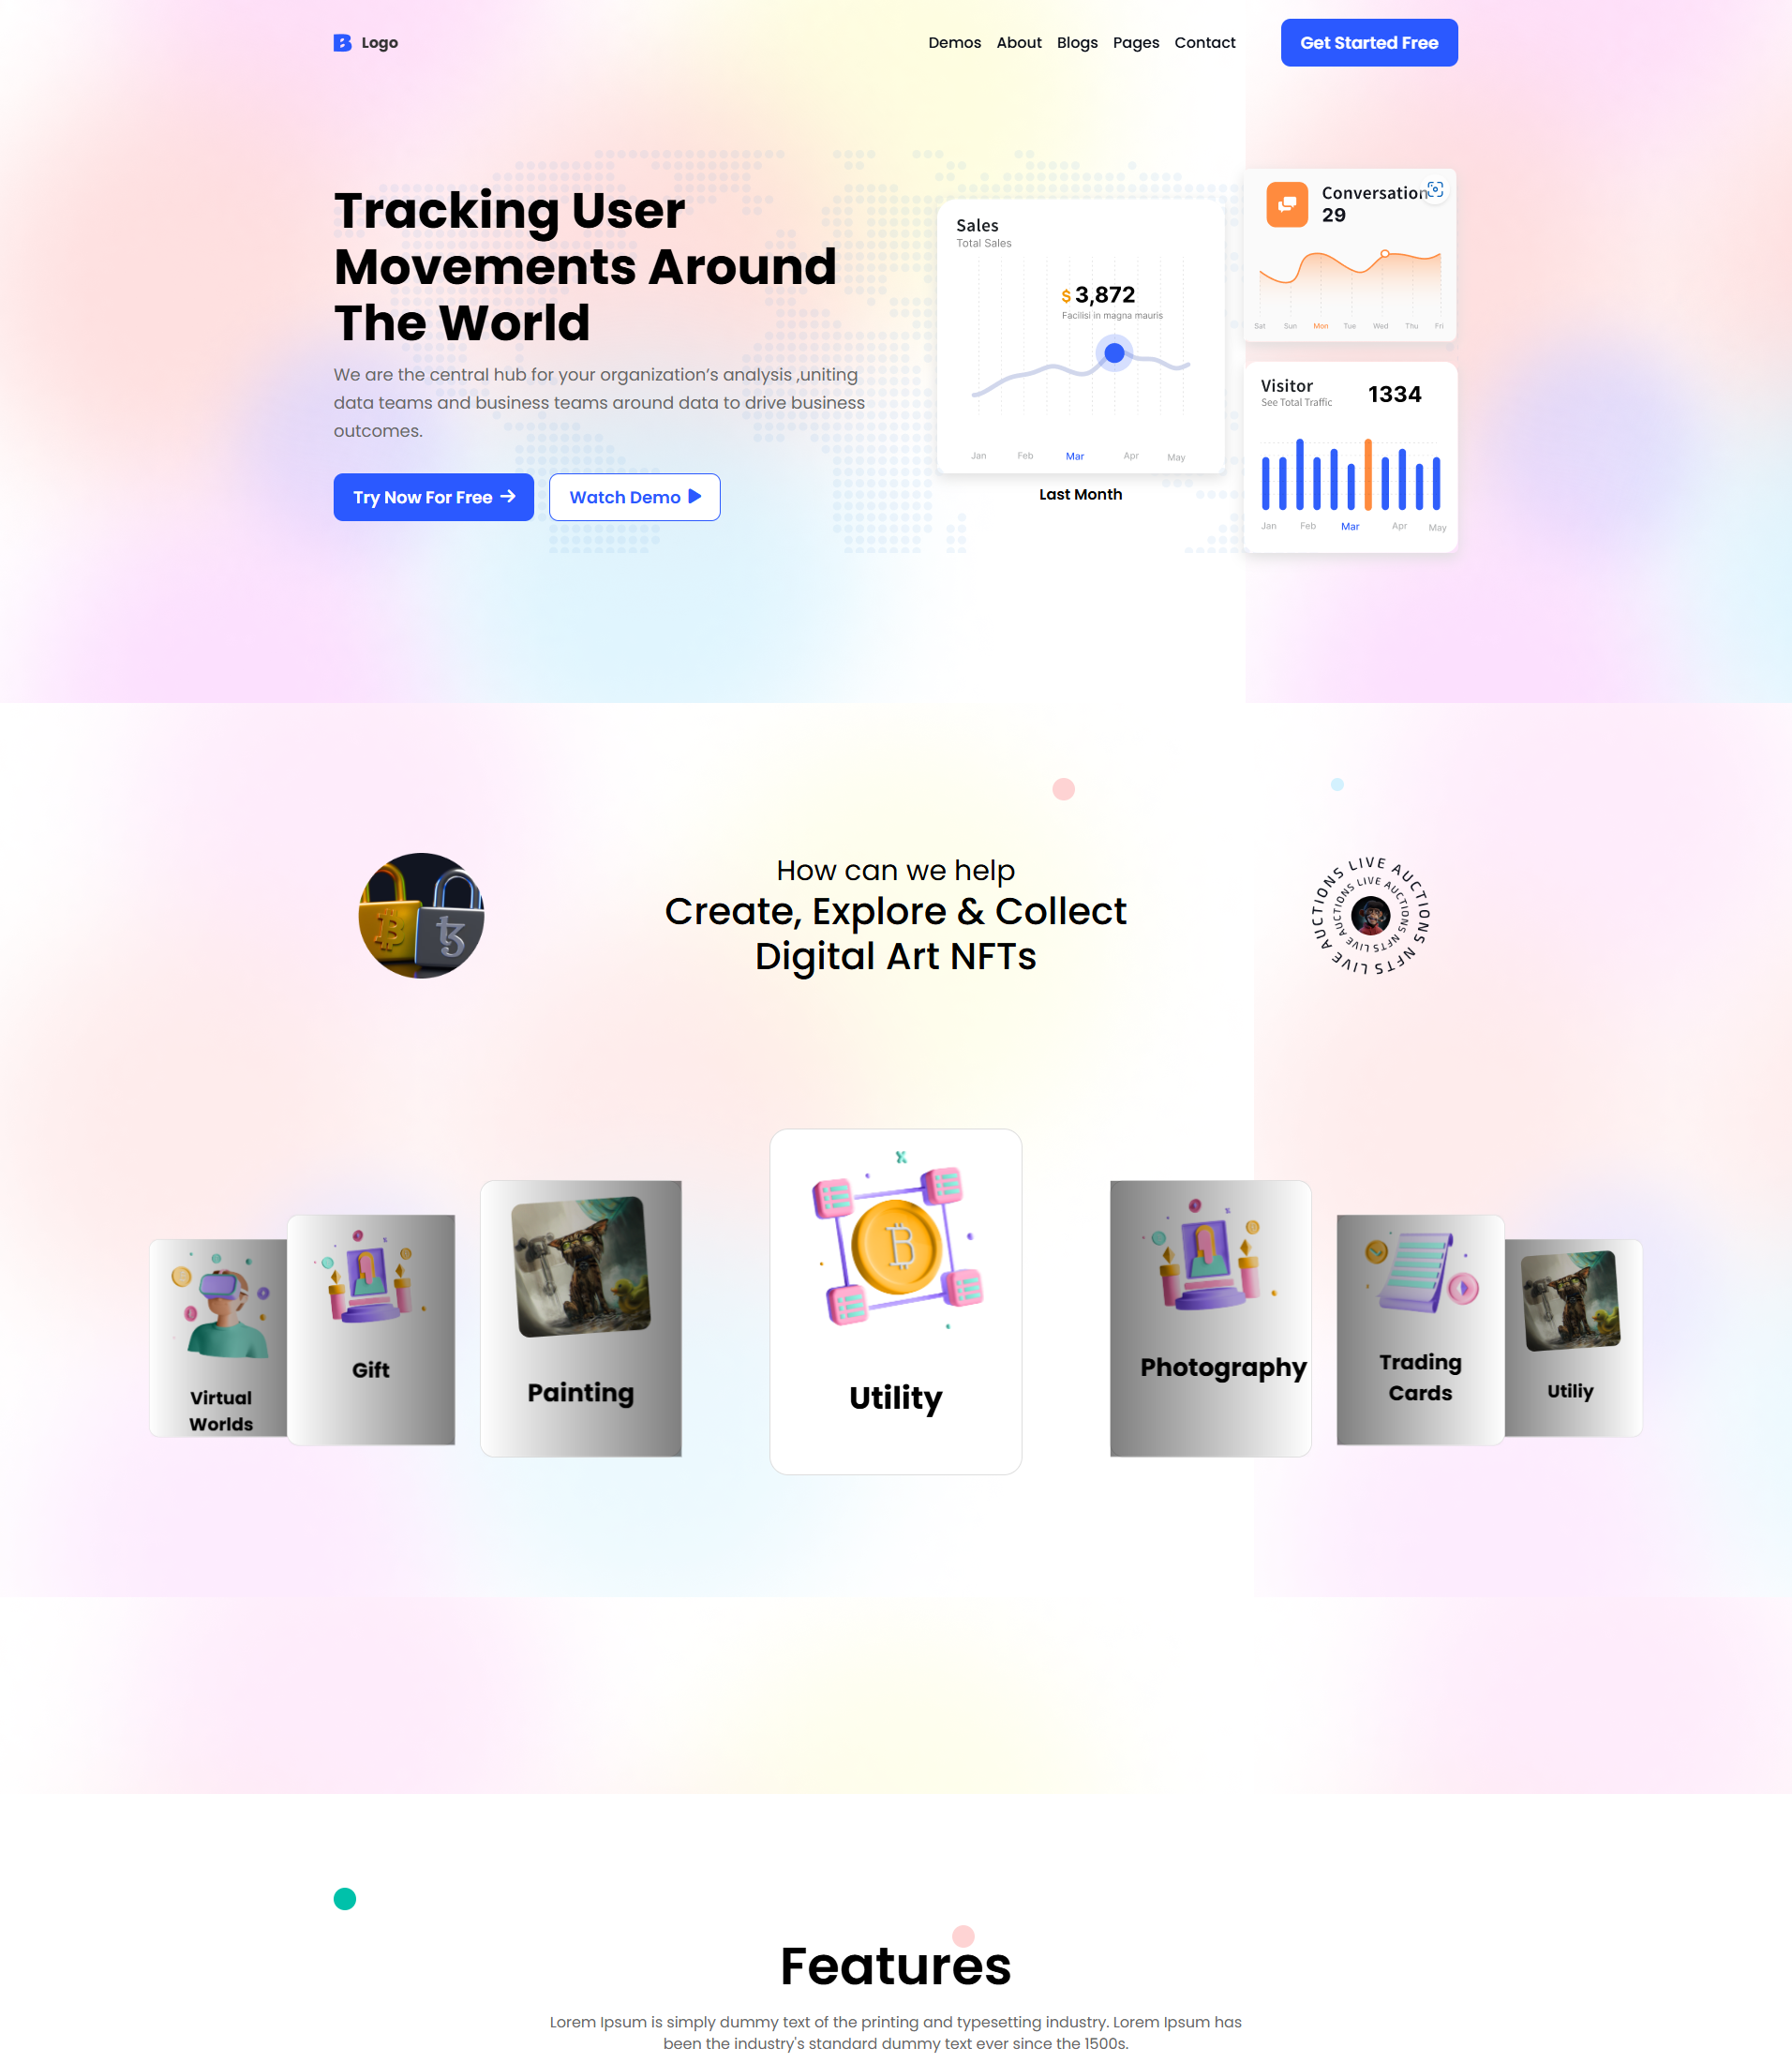 Logo
Demos About Blogs Pages Contact
Get Started Free
Tracking User
Movements Around
The World
We are the central hub for your organization’s analysis ,uniting
data teams and business teams around data to drive business
outcomes.
Try Now For Free
Watch Demo
Sales
Total Sales
$ 3,872
Facilisi in magna mauris
Jan Feb Mar Apr May
Last Month
Conversation
29
Sat Sun Mon Tue Wed Thu Fri
Visitor
See Total Traffic
1334
Jan Feb Mar Apr May
How can we help
Create, Explore & Collect
Digital Art NFTs
LIVE AUCTIONS NFTS LIVE AUCTIONS
LIVE AUCTIONS NFTS LIVE AUCTIONS
Virtual
Worlds
Gift
Painting
Utility
Photography
Trading
Cards
Utiliy
Features
Lorem Ipsum is simply dummy text of the printing and typesetting industry. Lorem Ipsum has
been the industry's standard dummy text ever since the 1500s.